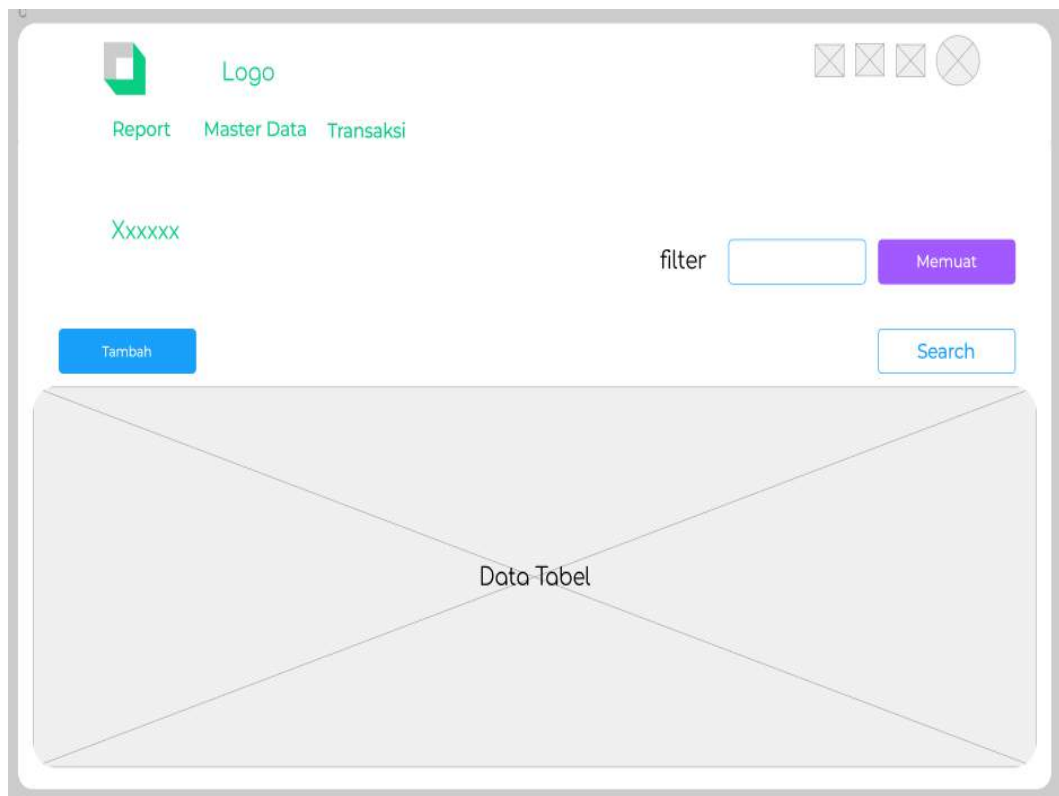 Logo
Report Master Data Transaksi
Xxxxxx
filter Memuat
Tambah Search
Data Tabel